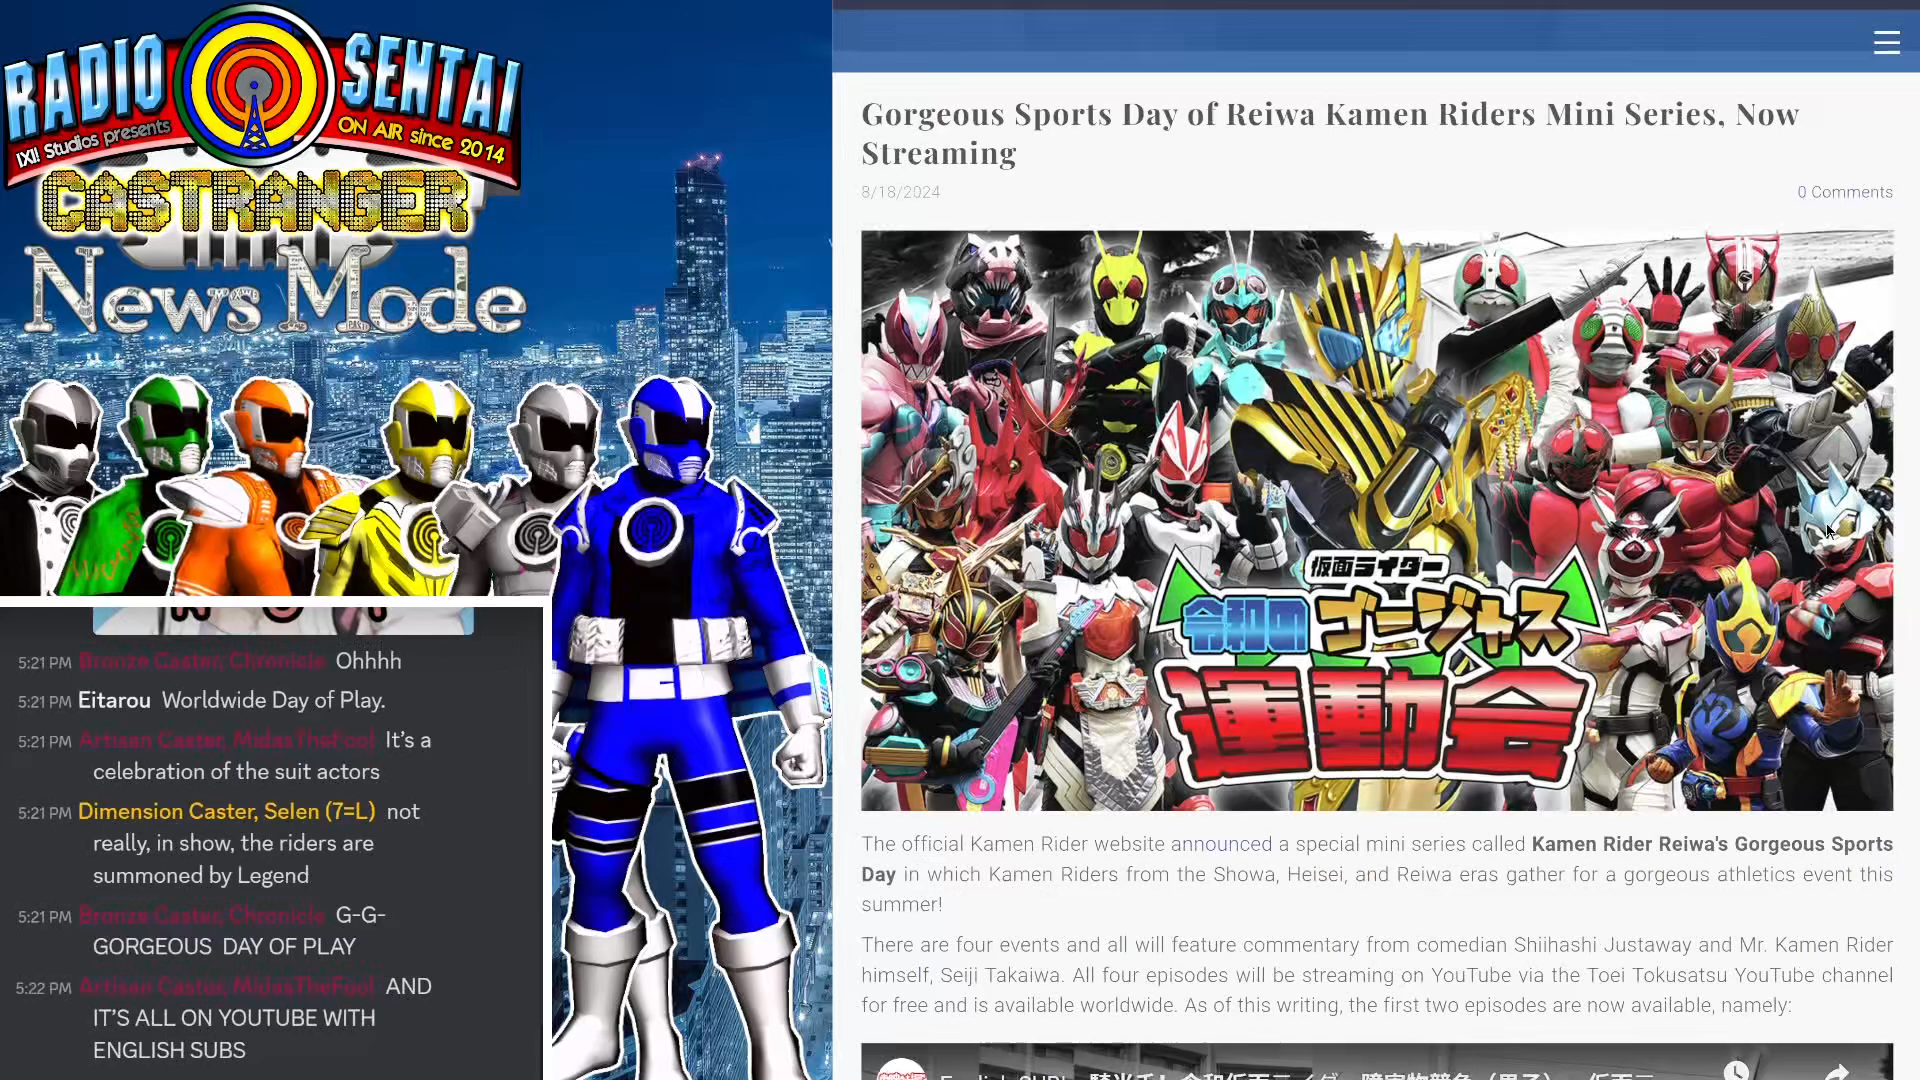 RADIO SENTAI
IXI! Studios presents
ON AIR since 2014
CASTRANGER
News Mode
5:21 PM Bronze Caster, Chronicle Ohhhh
5:21 PM Eitarou Worldwide Day of Play.
5:21 PM Artisan Caster, MidasTheFool It's a
celebration of the suit actors
5:21 PM Dimension Caster, Selen (7=L) not
really, in show, the riders are
summoned by Legend
5:21 PM Bronze Caster, Chronicle G-G-
GORGEOUS DAY OF PLAY
5:22 PM Artisan Caster, MidasTheFool AND
IT'S ALL ON YOUTUBE WITH
ENGLISH SUBS
Gorgeous Sports Day of Reiwa Kamen Riders Mini Series, Now
Streaming
8/18/2024
0 Comments
仮面ライダー
令和の ゴージャス
運動会
The official Kamen Rider website announced a special mini series called Kamen Rider Reiwa's Gorgeous Sports
Day in which Kamen Riders from the Showa, Heisei, and Reiwa eras gather for a gorgeous athletics event this
summer!
There are four events and all will feature commentary from comedian Shiihashi Justaway and Mr. Kamen Rider
himself, Seiji Takaiwa. All four episodes will be streaming on YouTube via the Toei Tokusatsu YouTube channel
for free and is available worldwide. As of this writing, the first two episodes are now available, namely: